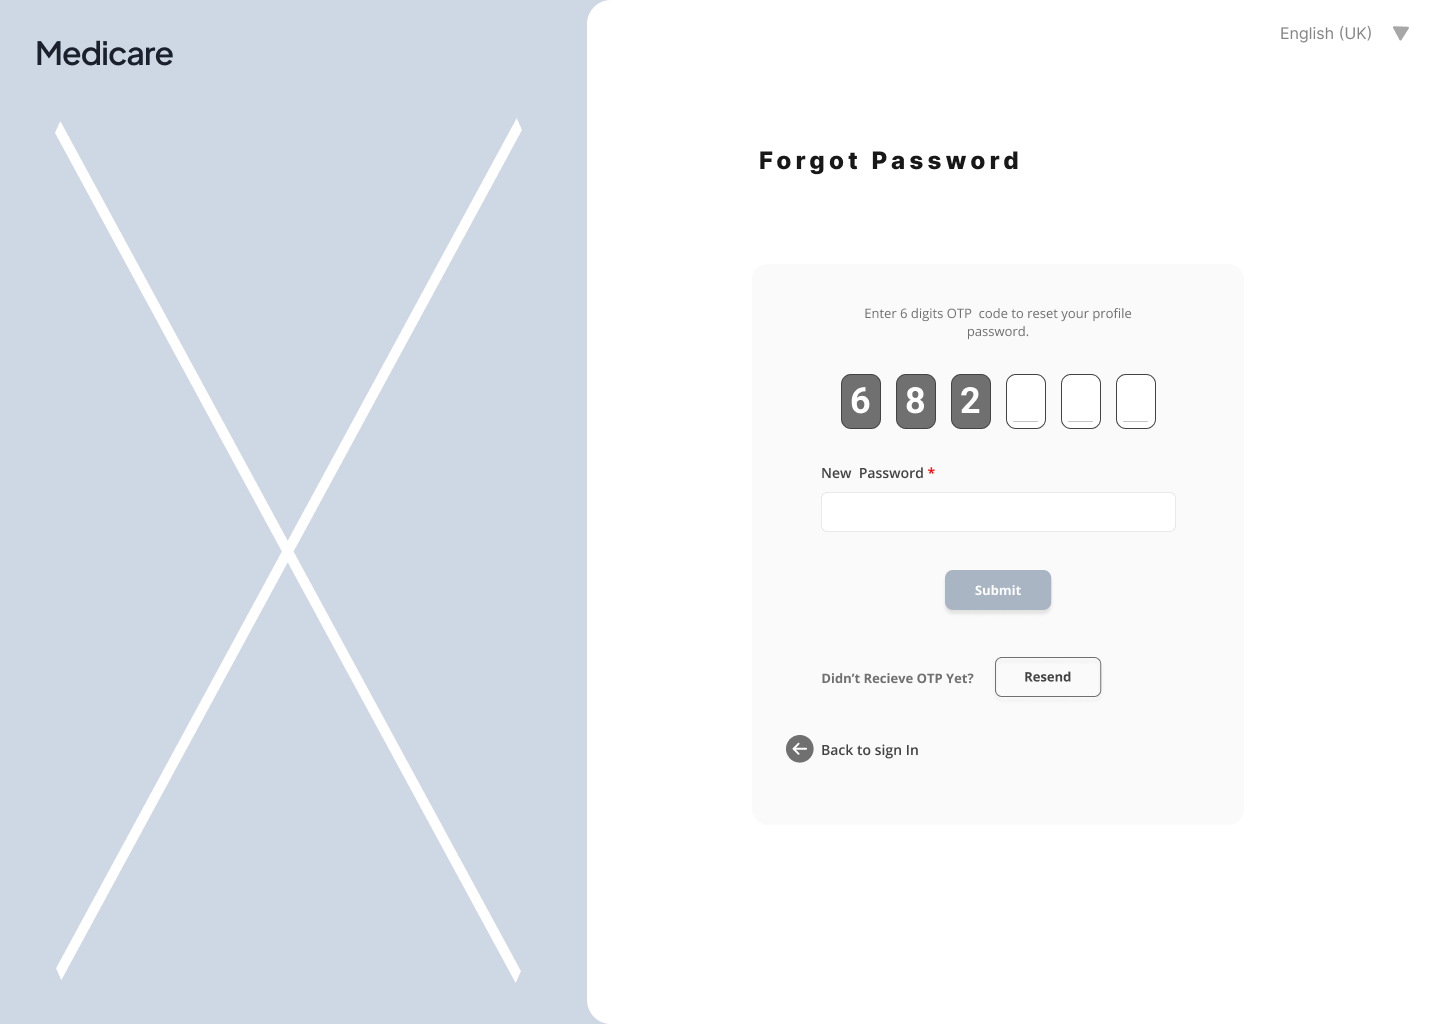 Medicare
English (UK)
Forgot Password
Enter 6 digits OTP  code to reset your profile
password.
6 8 2
New  Password *
Submit
Didn’t Recieve OTP Yet?
Resend
Back to sign In